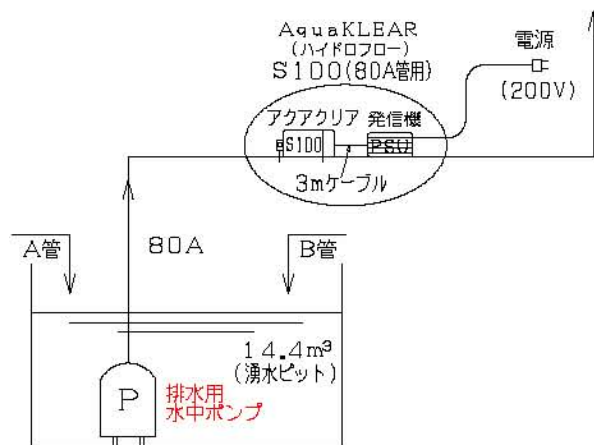 AquaKLEAR
(ハイドロフロー)
S100(80A管用)
電源
(200V)
アクアクリア 発信機
S100
PSU
3mケーブル
80A
A管
B管
14.4m³
(湧水ピット)
P
排水用
水中ポンプ